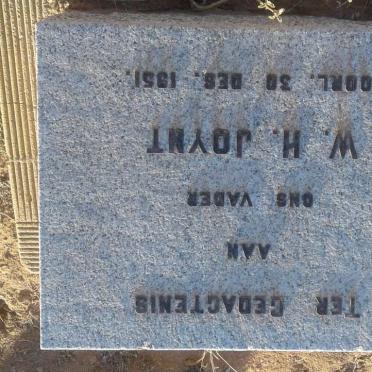 TER GEDAGTENIS
AAN
ONS VADER
W. H. JOYNT
OORL. 30 DES. 1951.